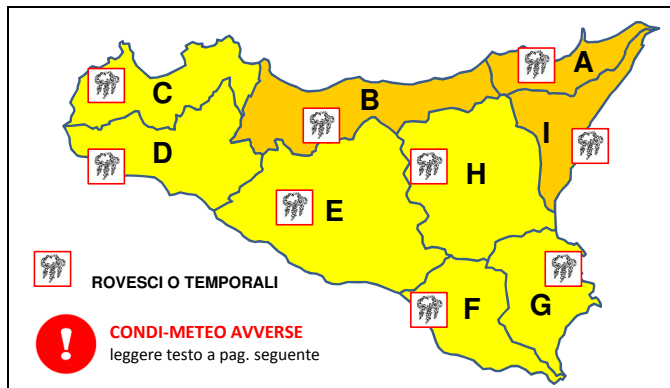 A
C
B
I
D
H
E
F
G
ROVESCI O TEMPORALI
CONDI-METEO AVVERSE
leggere testo a pag. seguente